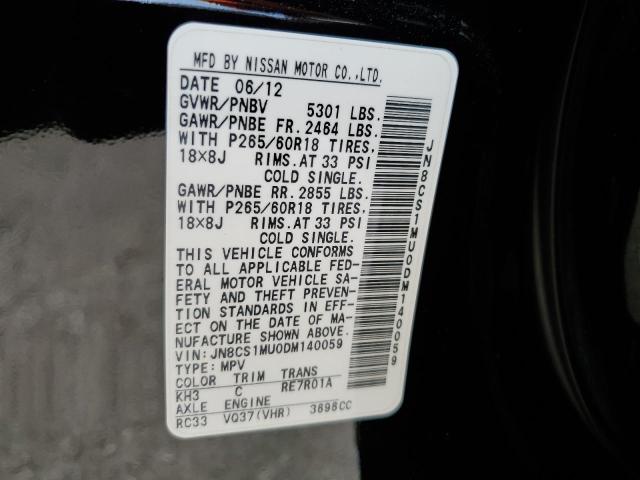 MFD BY NISSAN MOTOR CO.,LTD.
DATE 06/12
GVWR/PNBV 5301 LBS.
GAWR/PNBE FR. 2464 LBS.
WITH P265/60R18 TIRES.
18×8J RIMS.AT 33 PSI
COLD SINGLE.
GAWR/PNBE RR. 2855 LBS.
WITH P265/60R18 TIRES.
18×8J RIMS.AT 33 PSI
COLD SINGLE.
THIS VEHICLE CONFORMS
TO ALL APPLICABLE FED-
ERAL MOTOR VEHICLE SA-
FETY AND THEFT PREVEN-
TION STANDARDS IN EFF-
ECT ON THE DATE OF MA-
NUFACTURE SHOWN ABOVE.
VIN: JN8CS1MU0DM140059
TYPE: MPV
COLOR TRIM TRANS
KH3 C RE7R01A
AXLE ENGINE
RC33 VQ37(VHR) 3696CC
JN8CS1MU0DM140059